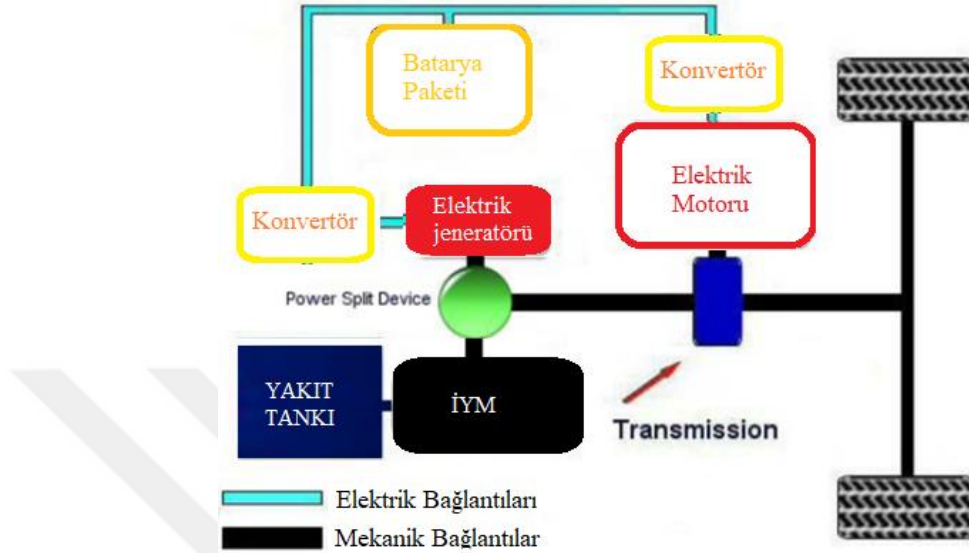 Batarya
Paketi
Konvertör
Elektrik
Motoru
Konvertör
Elektrik
jeneratörü
Power Split Device
YAKIT
TANKI
İYM
Transmission
Elektrik Bağlantıları
Mekanik Bağlantılar